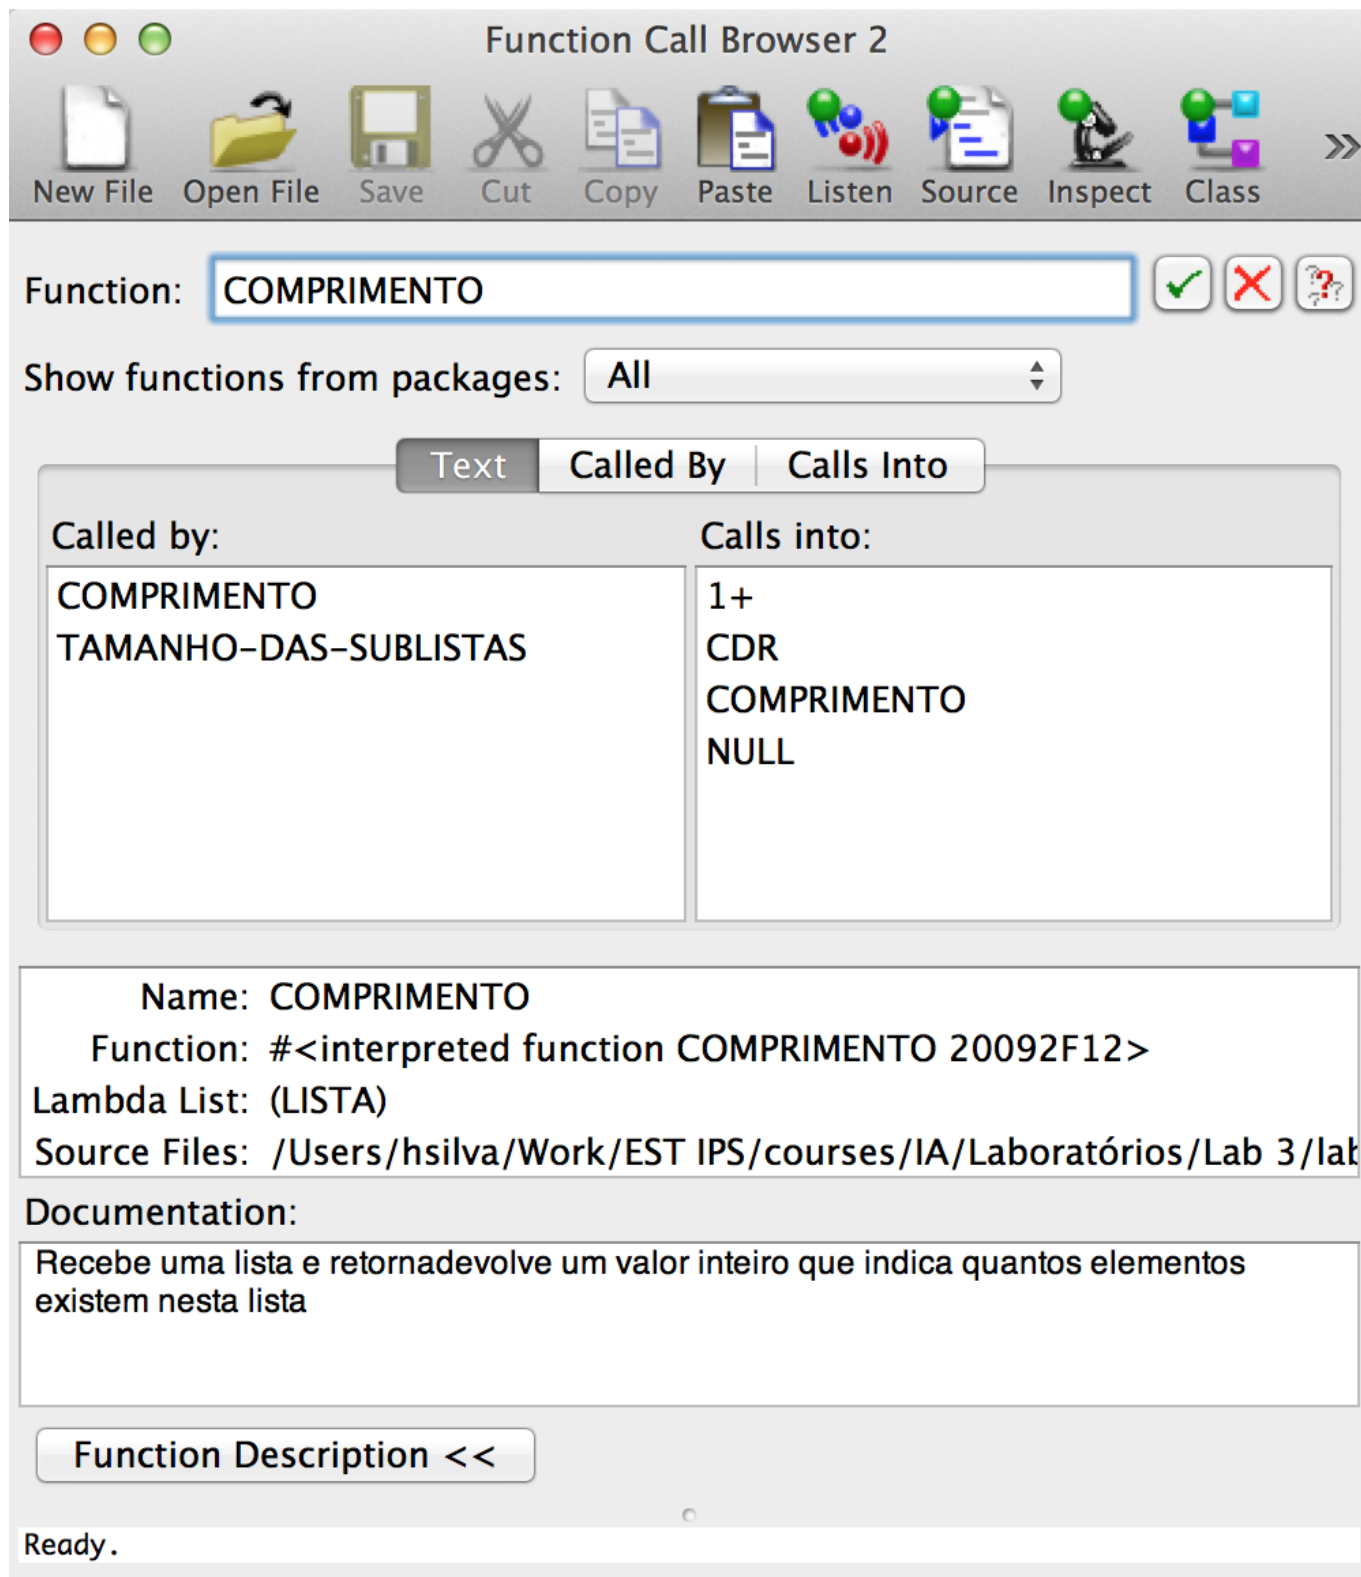 Function Call Browser 2
New File Open File Save Cut Copy Paste Listen Source Inspect Class »
Function: COMPRIMENTO
Show functions from packages: All
Text Called By Calls Into
Called by: Calls into:
COMPRIMENTO 1+
TAMANHO-DAS-SUBLISTAS CDR
COMPRIMENTO
NULL
Name: COMPRIMENTO
Function: #<interpreted function COMPRIMENTO 20092F12>
Lambda List: (LISTA)
Source Files: /Users/hsilva/Work/EST IPS/courses/IA/Laboratórios/Lab 3/lab
Documentation:
Recebe uma lista e retornadevolve um valor inteiro que indica quantos elementos
existem nesta lista
Function Description <<
Ready.